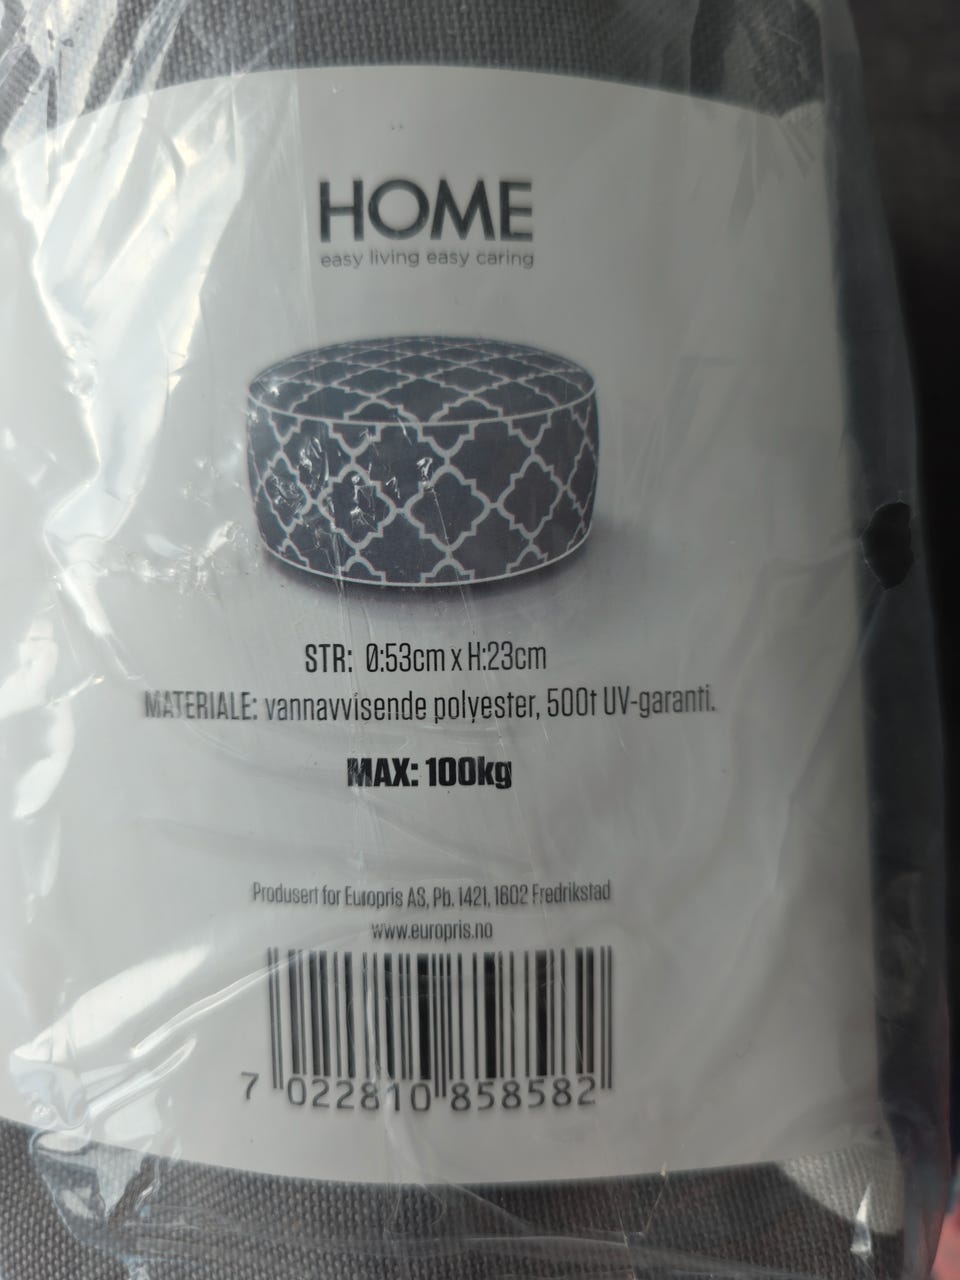 HOME
easy living easy caring
STR: Ø:53cm x H:23cm
MATERIALE: vannavvisende polyester, 500t UV-garanti.
MAX: 100kg
Produsert for Europris AS, Pb. 1421, 1602 Fredrikstad
www.europris.no
7 022810 858582